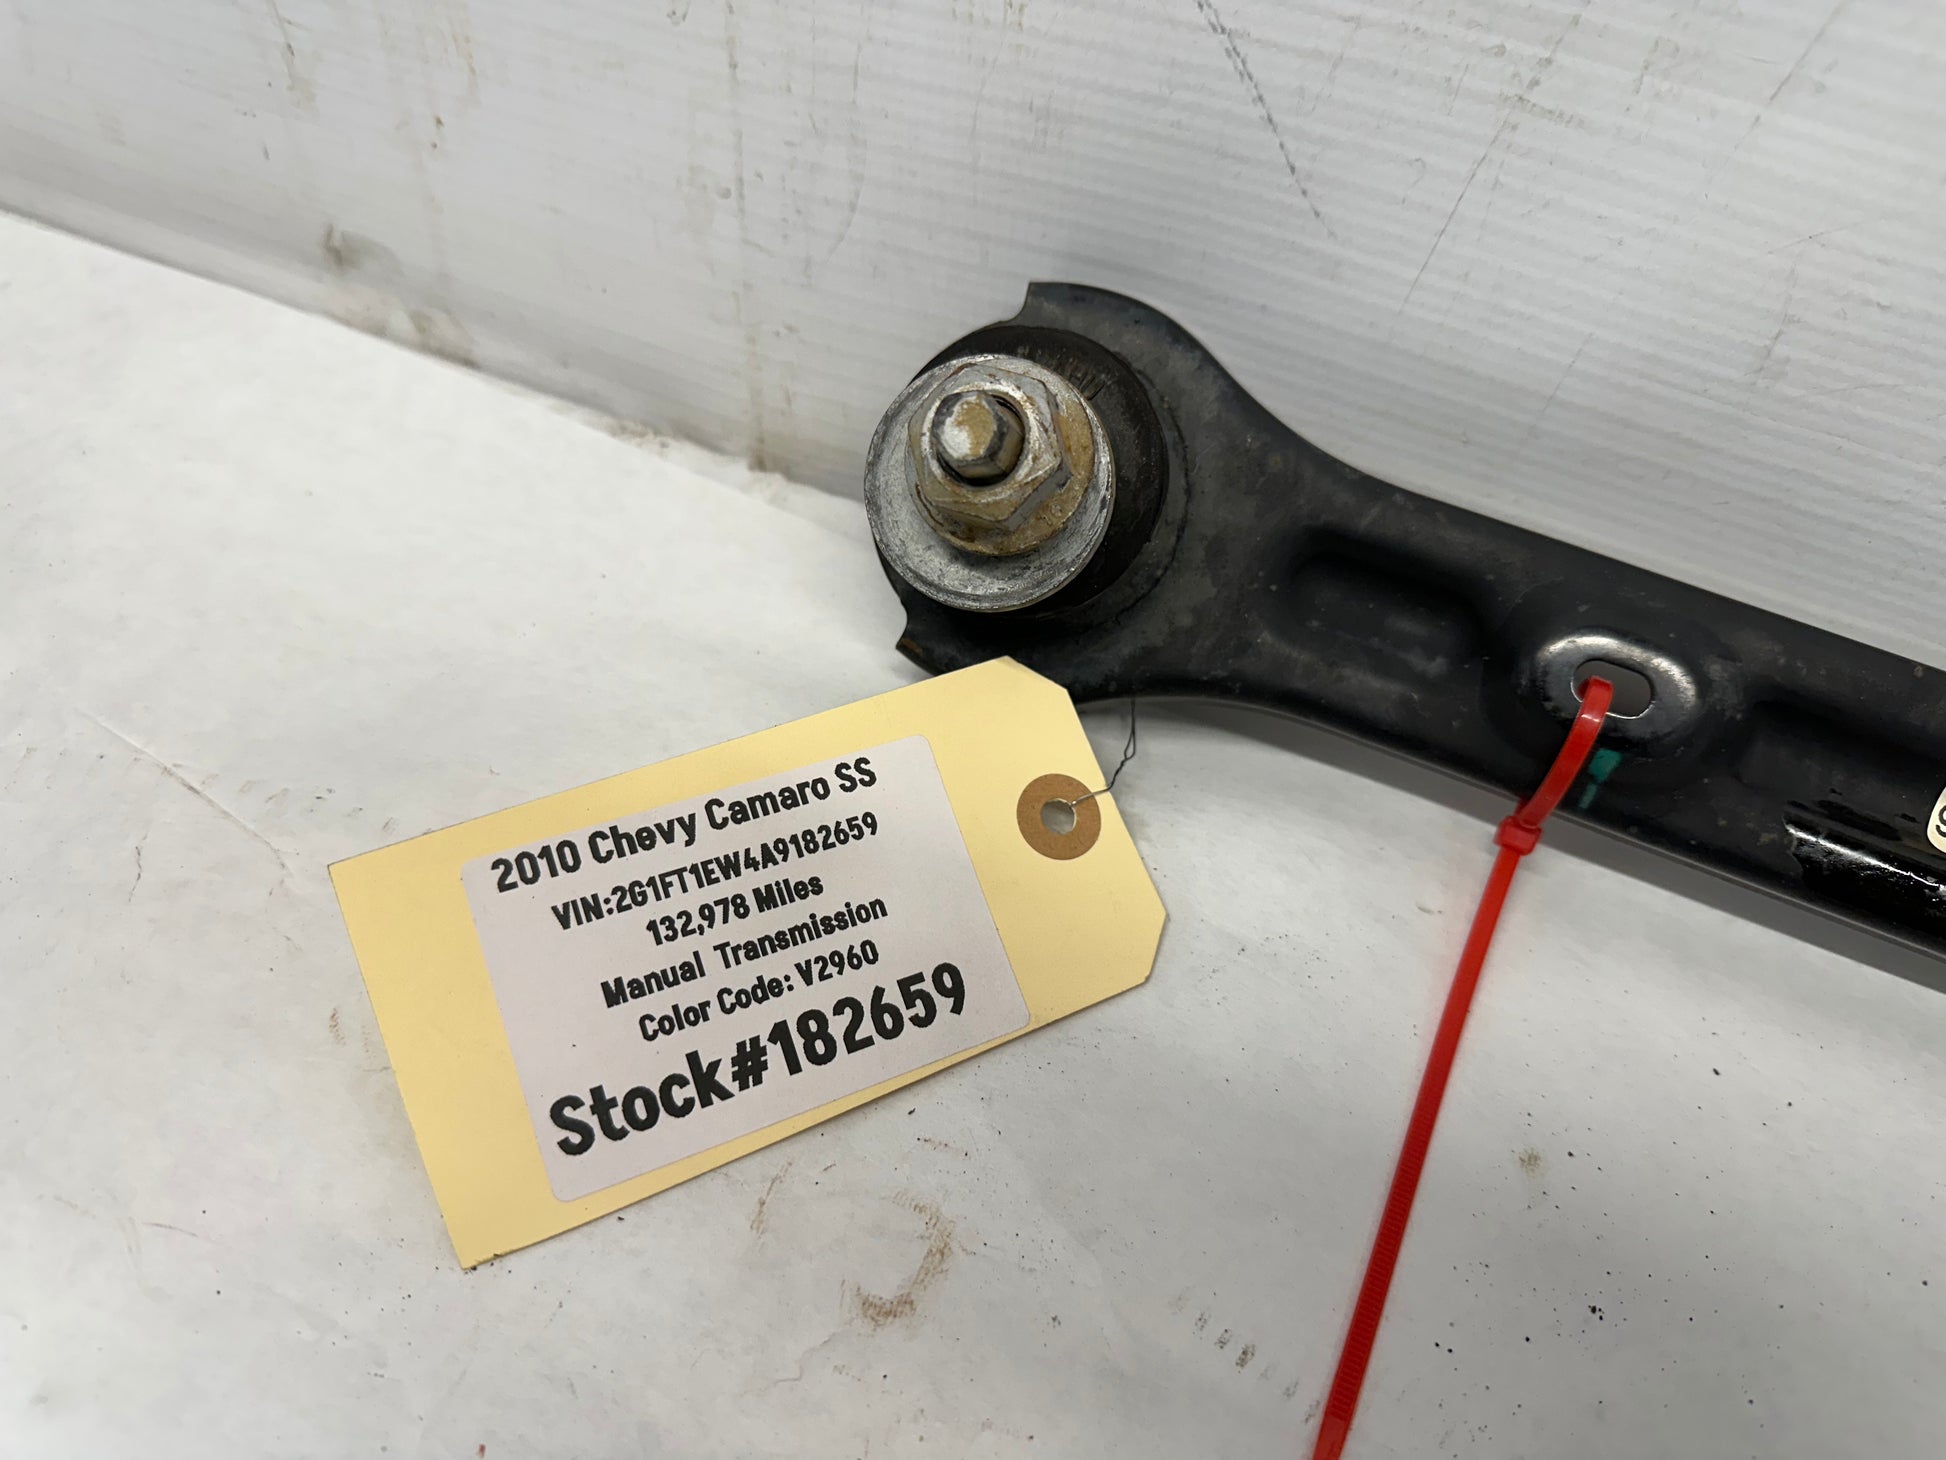 2010 Chevy Camaro SS
VIN:2G1FT1EW4A9182659
132,978 Miles
Manual Transmission
Color Code: V2960
Stock#182659